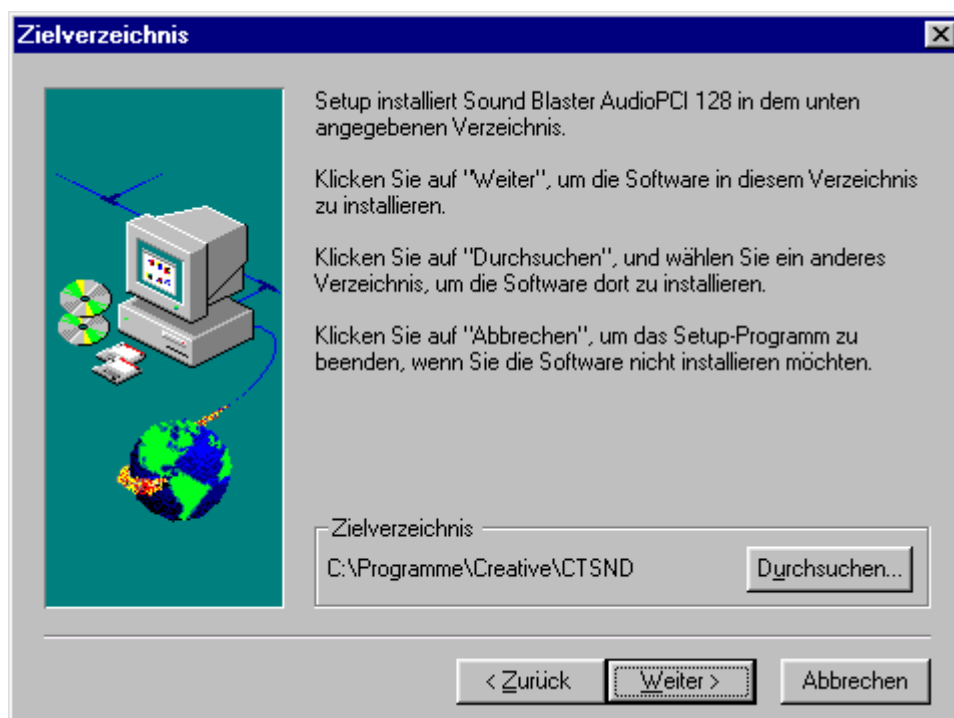 Zielverzeichnis
Setup installiert Sound Blaster AudioPCI 128 in dem unten
angegebenen Verzeichnis.
Klicken Sie auf "Weiter", um die Software in diesem Verzeichnis
zu installieren.
Klicken Sie auf "Durchsuchen", und wählen Sie ein anderes
Verzeichnis, um die Software dort zu installieren.
Klicken Sie auf "Abbrechen", um das Setup-Programm zu
beenden, wenn Sie die Software nicht installieren möchten.
Zielverzeichnis
C:\Programme\Creative\CTSND
Durchsuchen...
< Zurück
Weiter >
Abbrechen